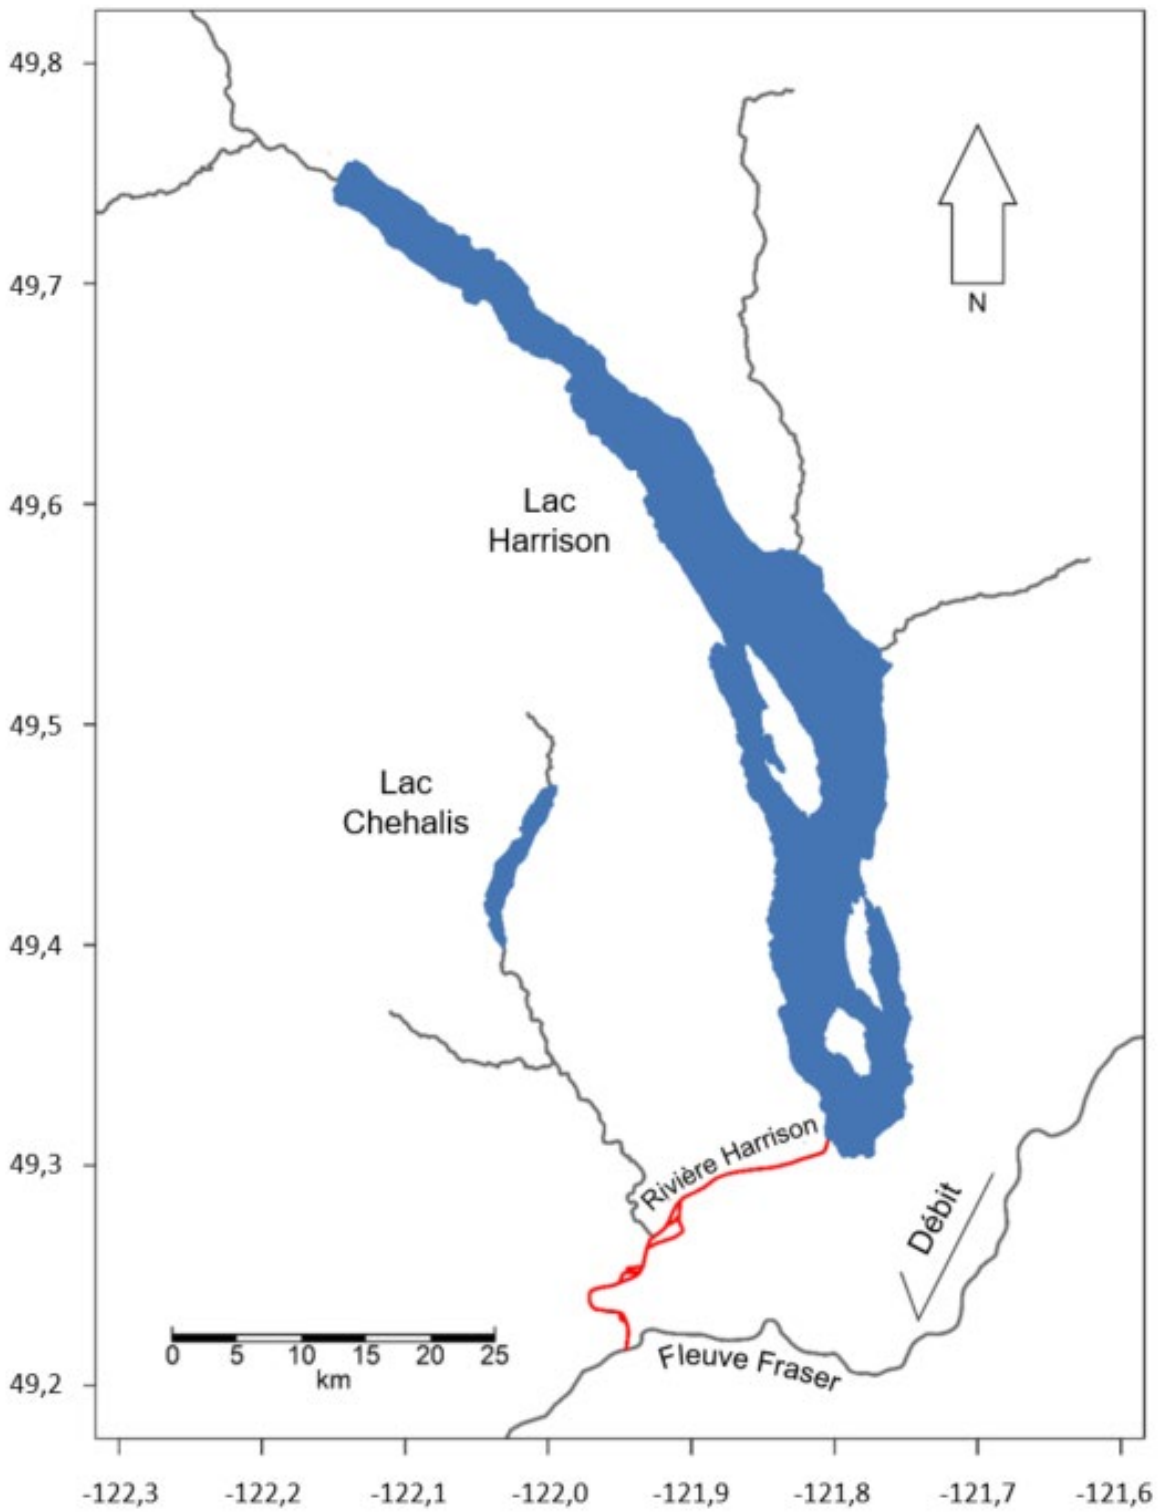 49,8
49,7
49,6
49,5
49,4
49,3
49,2
N
Lac
Harrison
Lac
Chehalis
Rivière Harrison
Débit
Fleuve Fraser
0 5 10 15 20 25
km
-122,3 -122,2 -122,1 -122,0 -121,9 -121,8 -121,7 -121,6